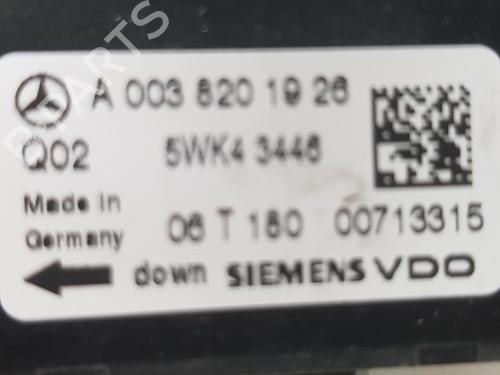 A 003 820 19 26
Q02 5WK4 3446
Made in
Germany 06 T 180 00713315
down SIEMENS VDO